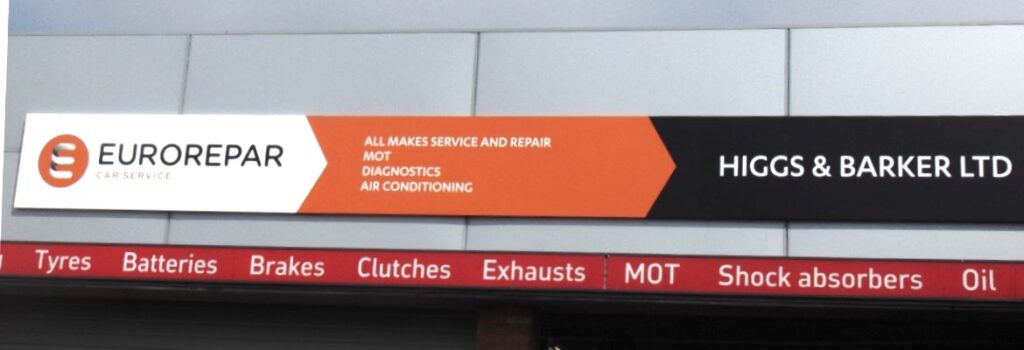 EUROREPAR
CAR SERVICE
ALL MAKES SERVICE AND REPAIR
MOT
DIAGNOSTICS
AIR CONDITIONING
HIGGS & BARKER LTD
Tyres Batteries Brakes Clutches Exhausts MOT Shock absorbers Oil